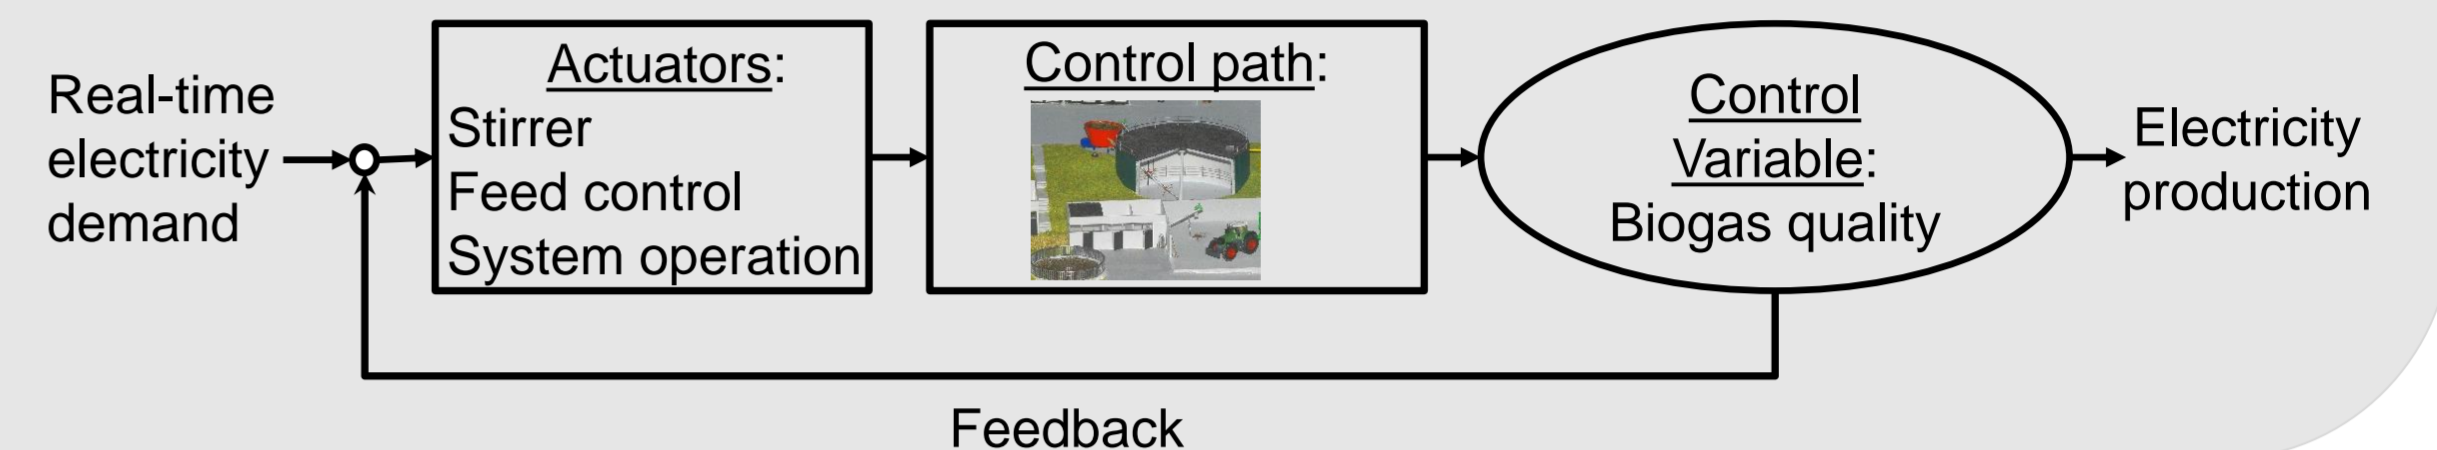 Real-time
electricity
demand
Actuators:
Stirrer
Feed control
System operation
Control path:
Control
Variable:
Biogas quality
Electricity
production
Feedback